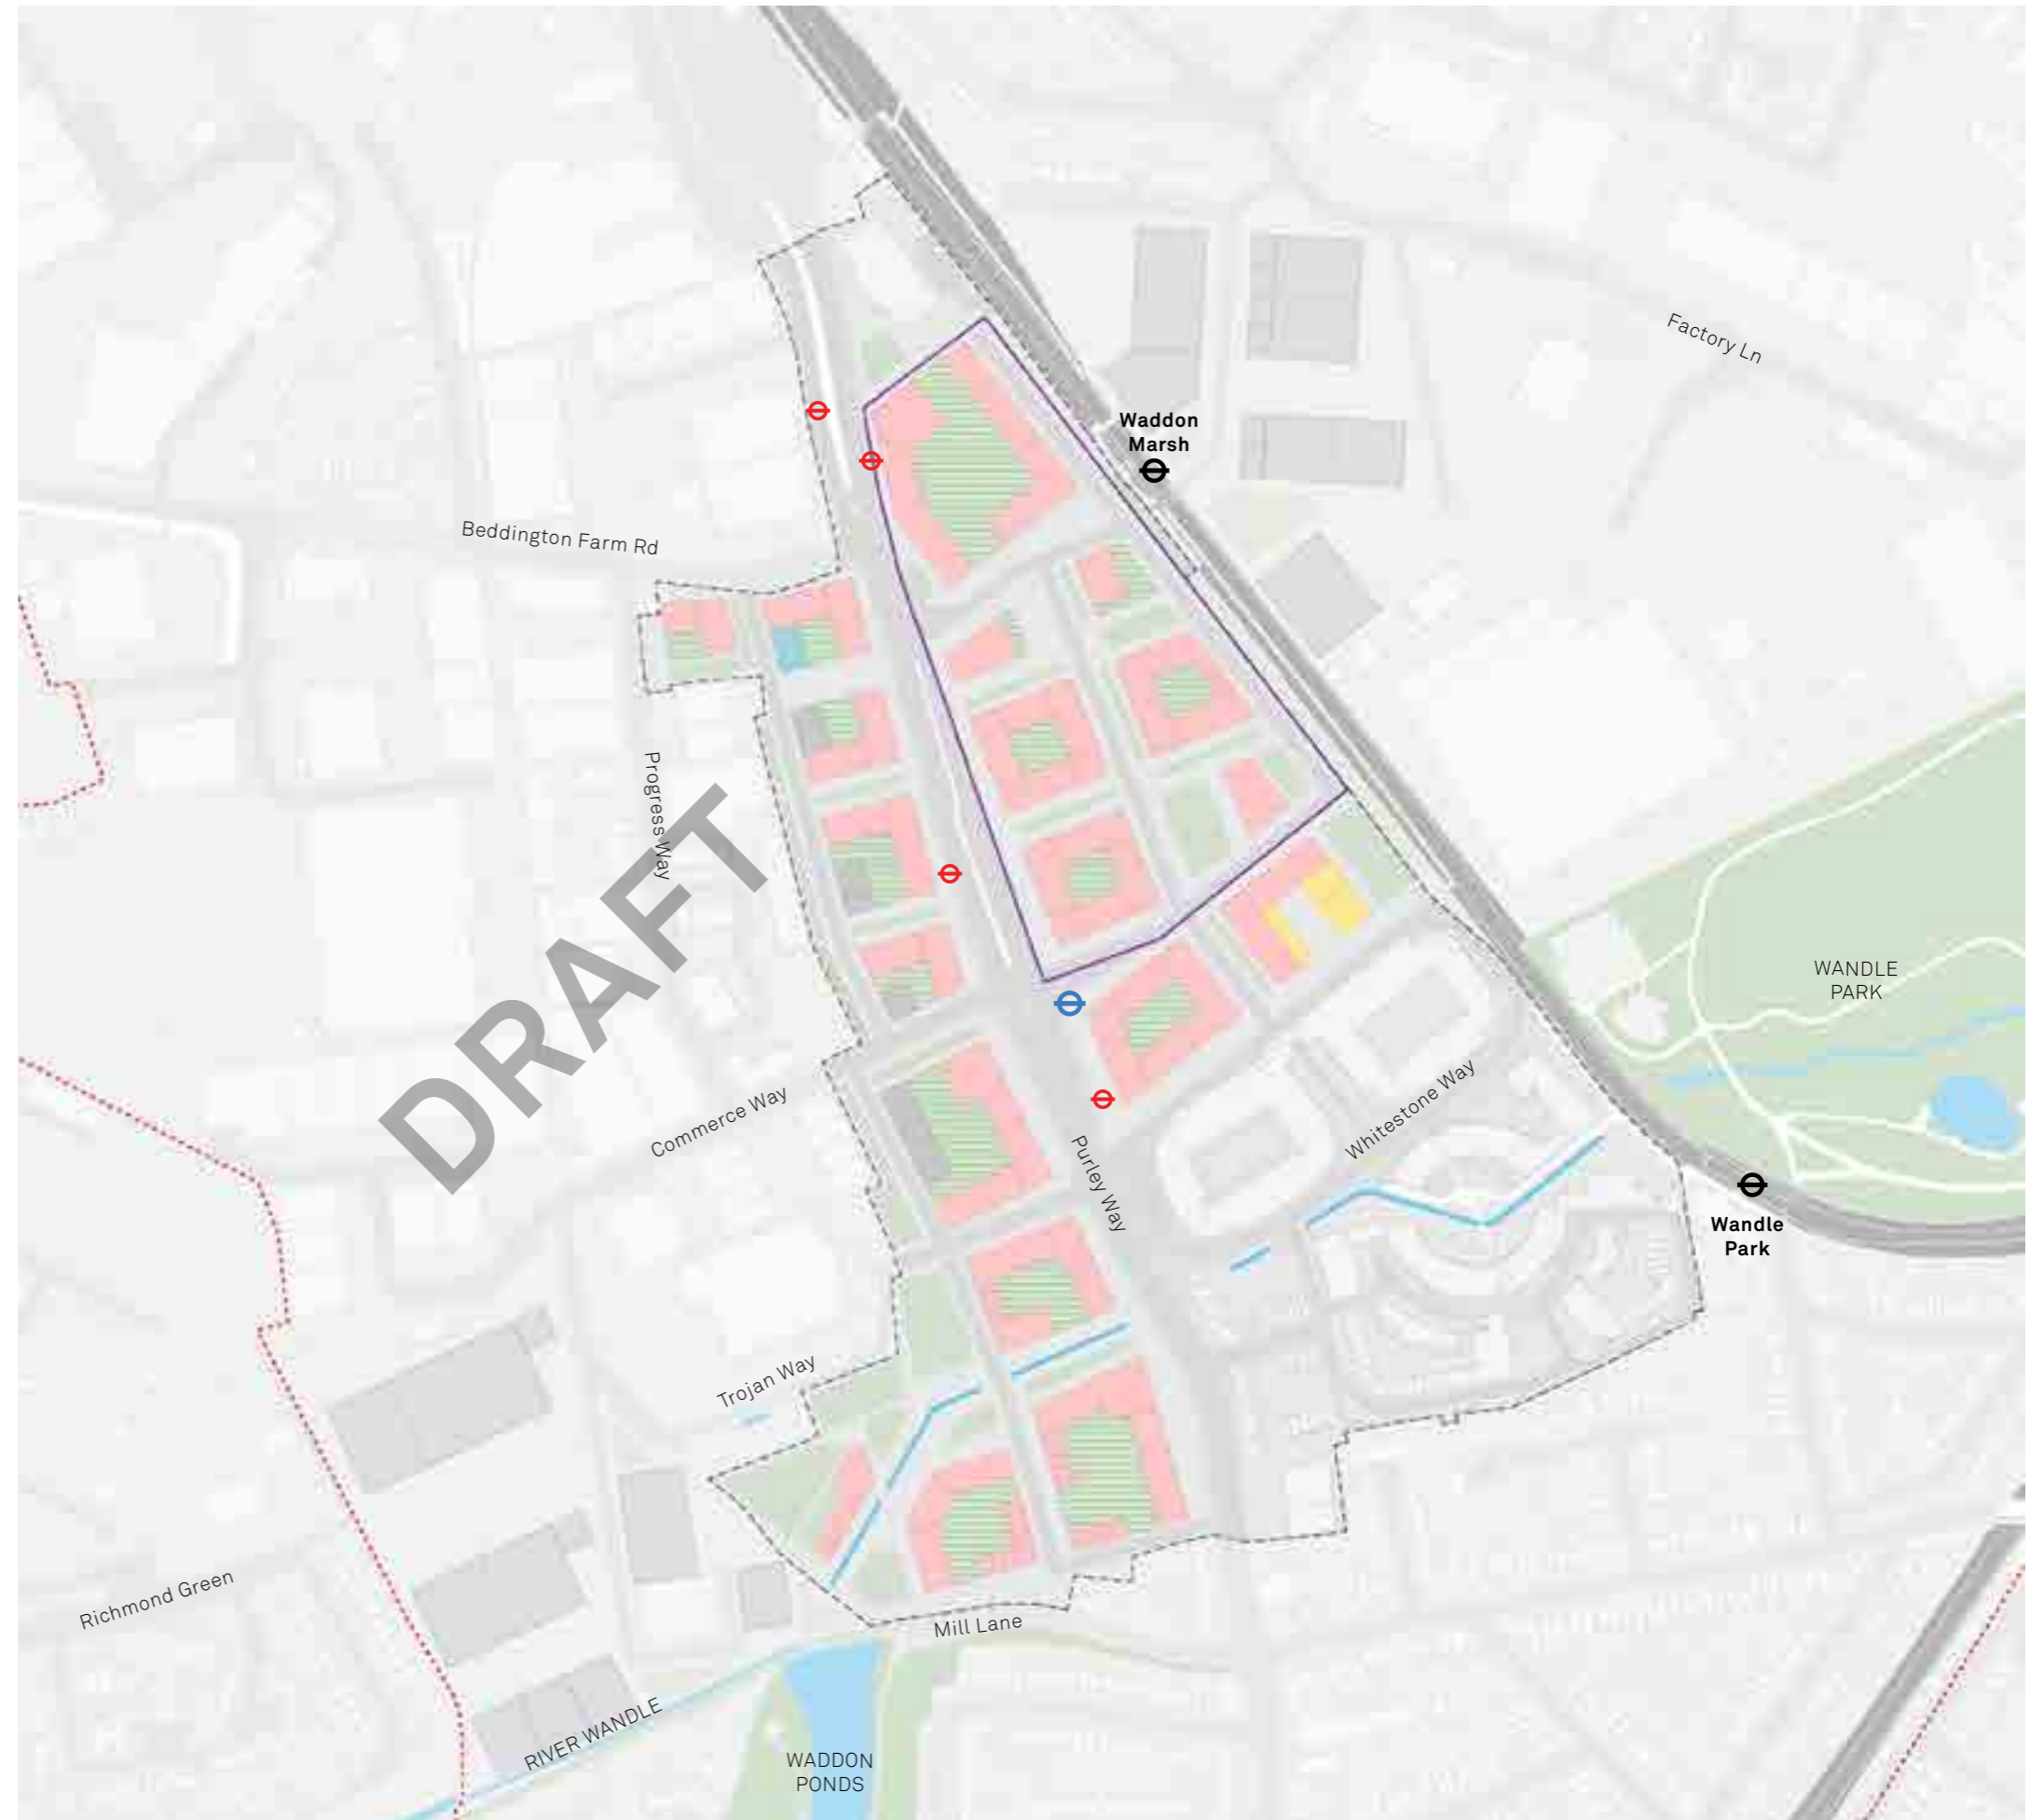 Factory Ln
Waddon
Marsh
Beddington Farm Rd
Progress Way
DRAFT
WANDLE
PARK
Whitestone Way
Commerce Way
Purley Way
Wandle
Park
Trojan Way
Richmond Green
Mill Lane
RIVER WANDLE
WADDON
PONDS